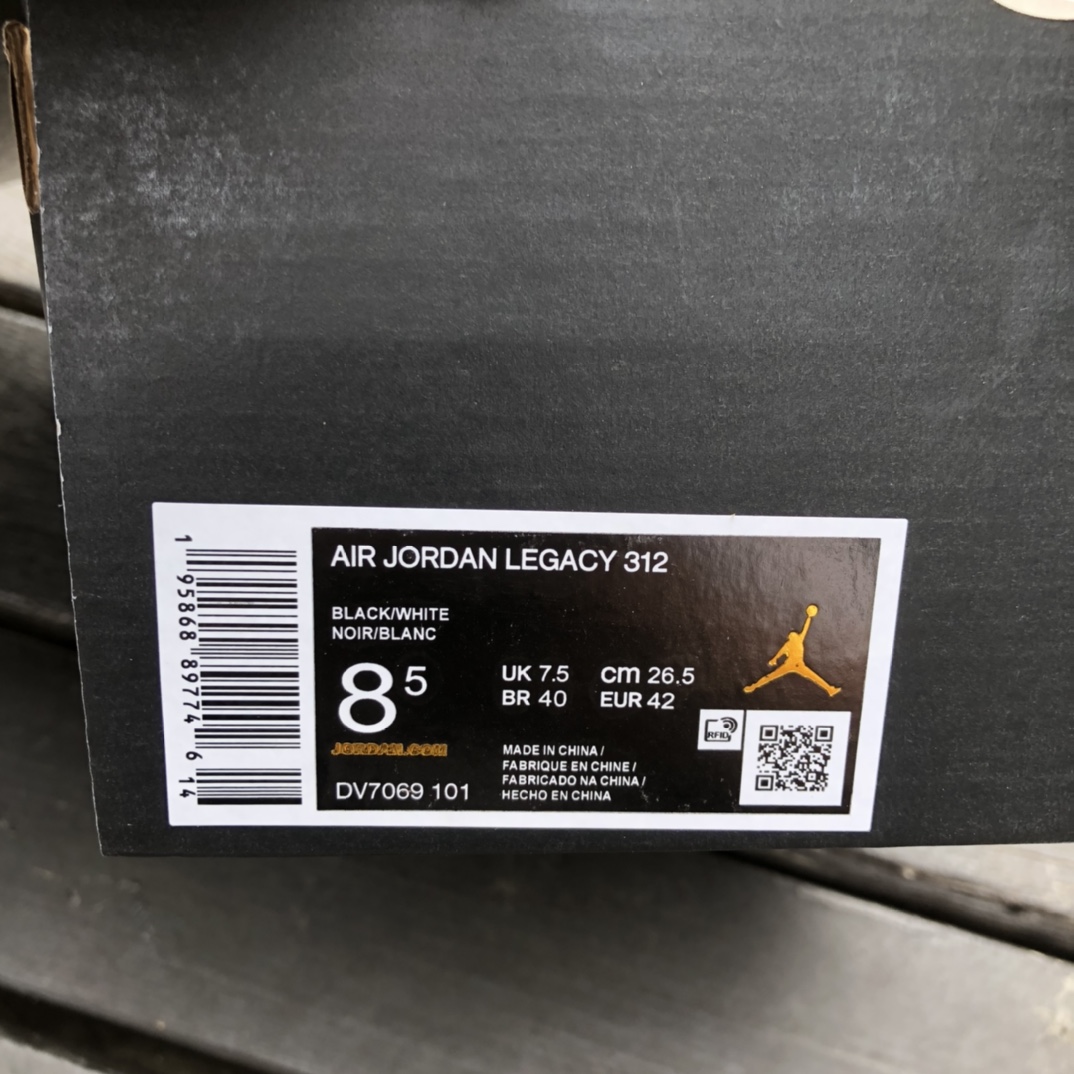 1 95868 89774 6 14
AIR JORDAN LEGACY 312
BLACK/WHITE
NOIR/BLANC
8 5
UK 7.5 cm 26.5
BR 40 EUR 42
JORDAN.COM
DV7069 101
MADE IN CHINA /
FABRIQUE EN CHINE /
FABRICADO NA CHINA /
HECHO EN CHINA
RFID